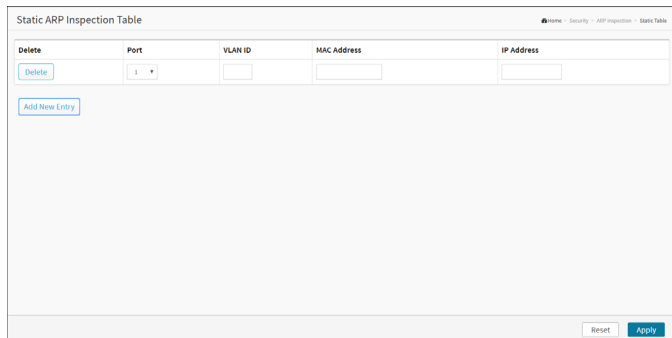 Static ARP Inspection Table
Home > Security > ARP Inspection > Static Table
Delete Port VLAN ID MAC Address IP Address
Delete 1
Add New Entry
Reset Apply